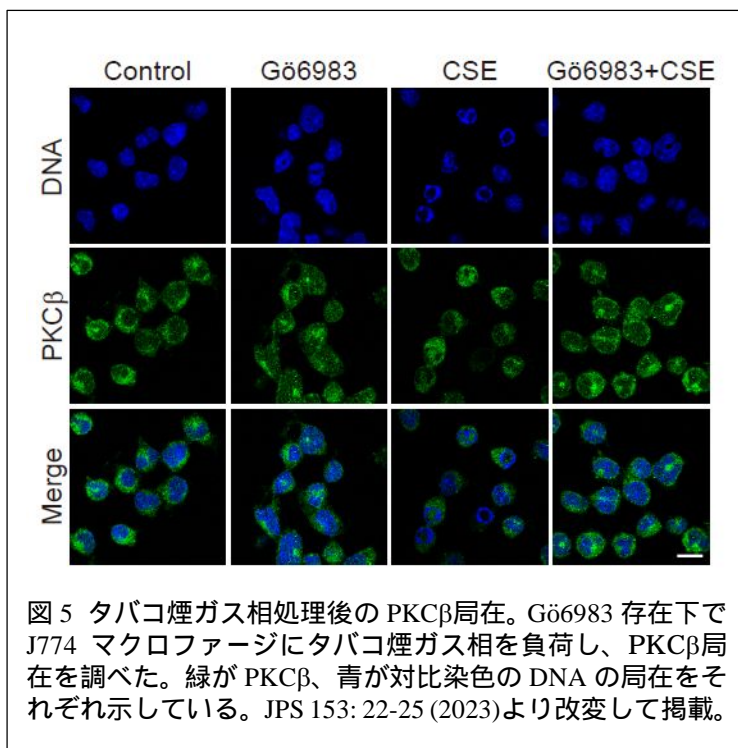 Control Gö6983 CSE Gö6983+CSE
DNA
PKCβ
Merge
図 5 タバコ煙ガス相処理後の PKCβ局在。Gö6983 存在下で
J774 マクロファージにタバコ煙ガス相を負荷し、PKCβ局
在を調べた。緑が PKCβ、青が対比染色の DNA の局在をそ
れぞれ示している。JPS 153: 22-25 (2023)より改変して掲載。